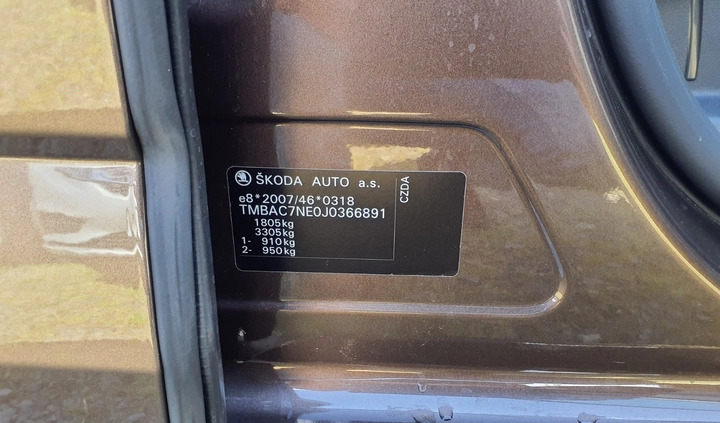 ŠKODA AUTO a.s.
e8*2007/46*0318
TMBAC7NE0J0366891
1805kg
3305kg
1- 910kg
2- 950kg
CZDA